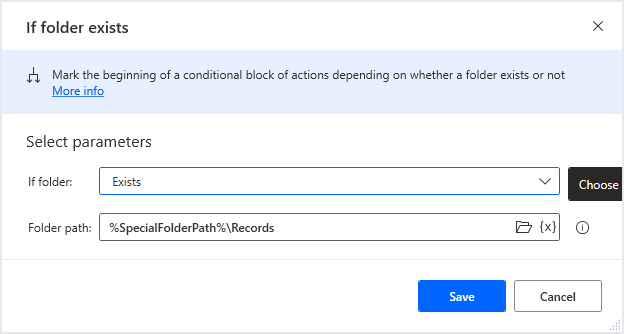 If folder exists
Mark the beginning of a conditional block of actions depending on whether a folder exists or not
More info
Select parameters
If folder: Exists Choose
Folder path: %SpecialFolderPath%\Records {x}
Save Cancel